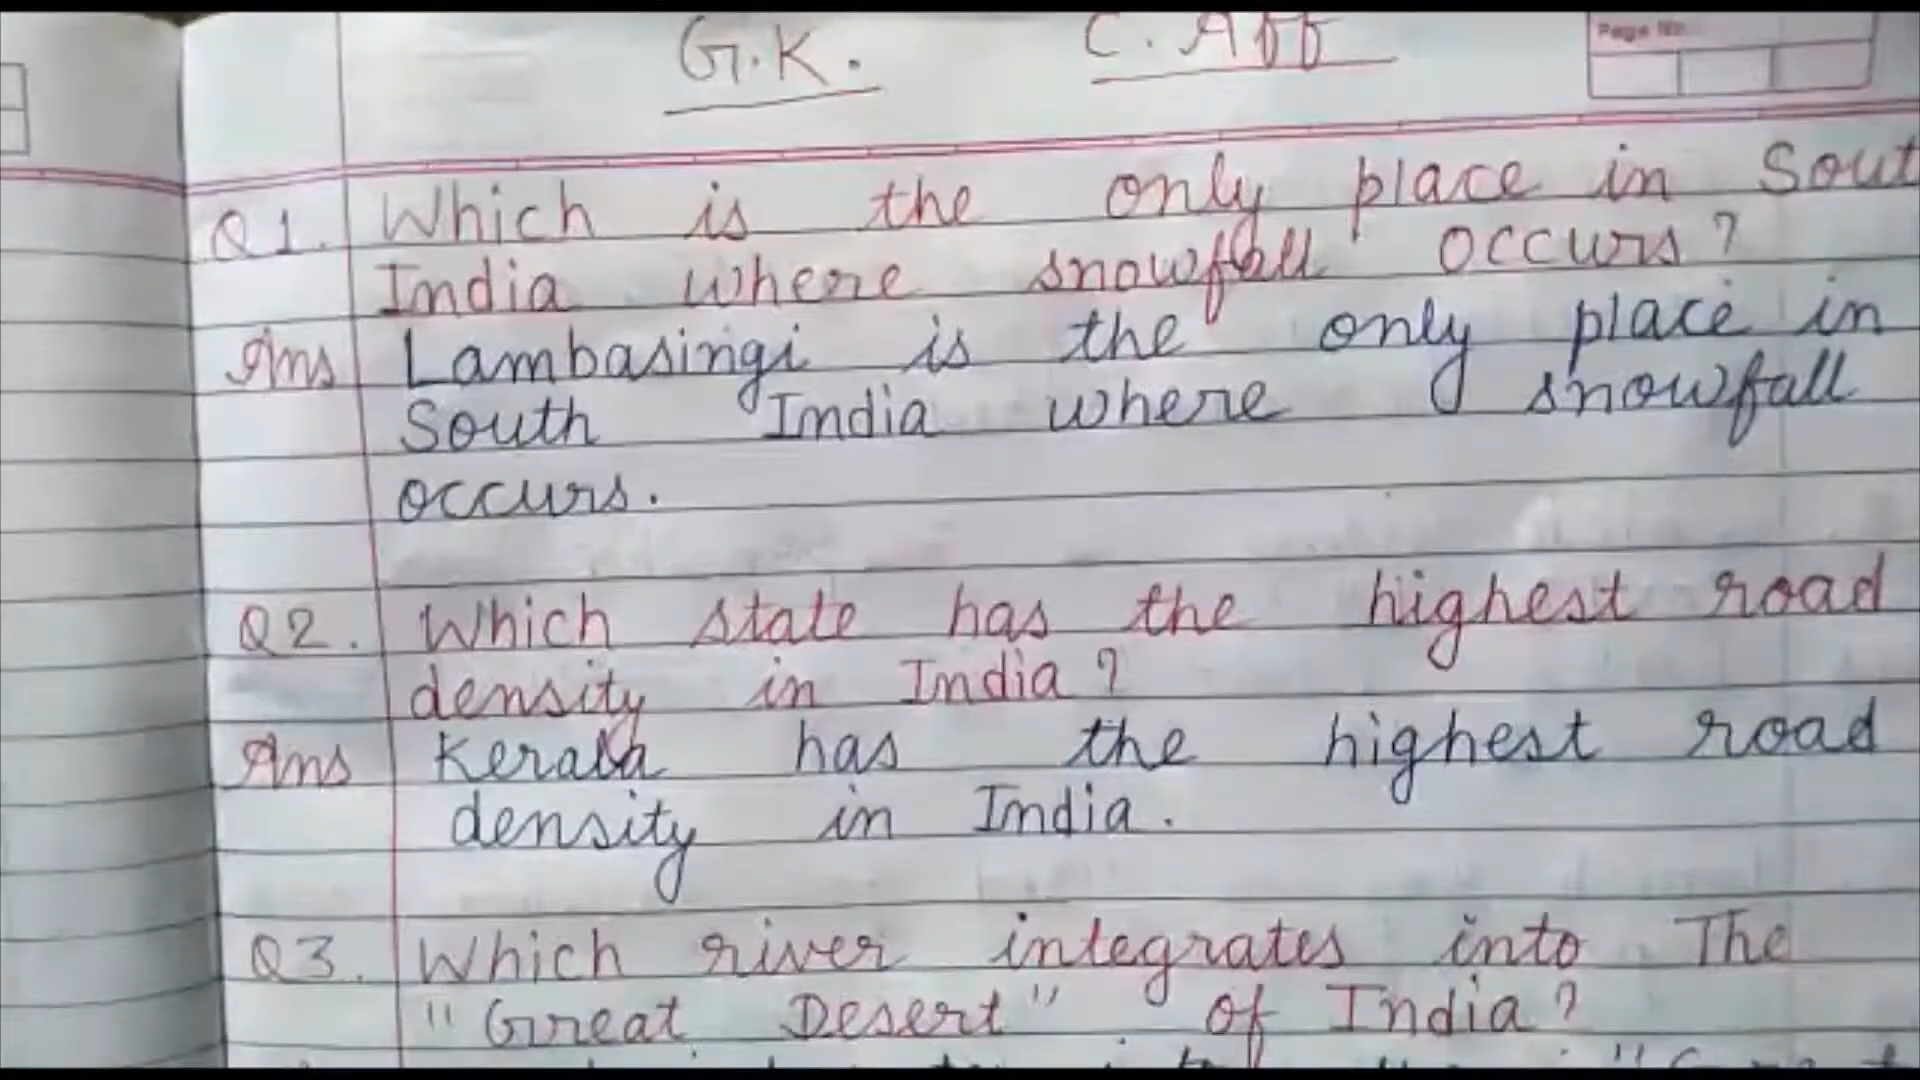 G.K. C. Aff
Page No.
Q1. Which is the only place in Sout
India where snowfall occurs?
Ans Lambasingi is the only place in
South India where snowfall
occurs.
Q2. Which state has the highest road
density in India?
Ans Kerala has the highest road
density in India.
Q3. Which river integrates into The
"Great Desert" of India?